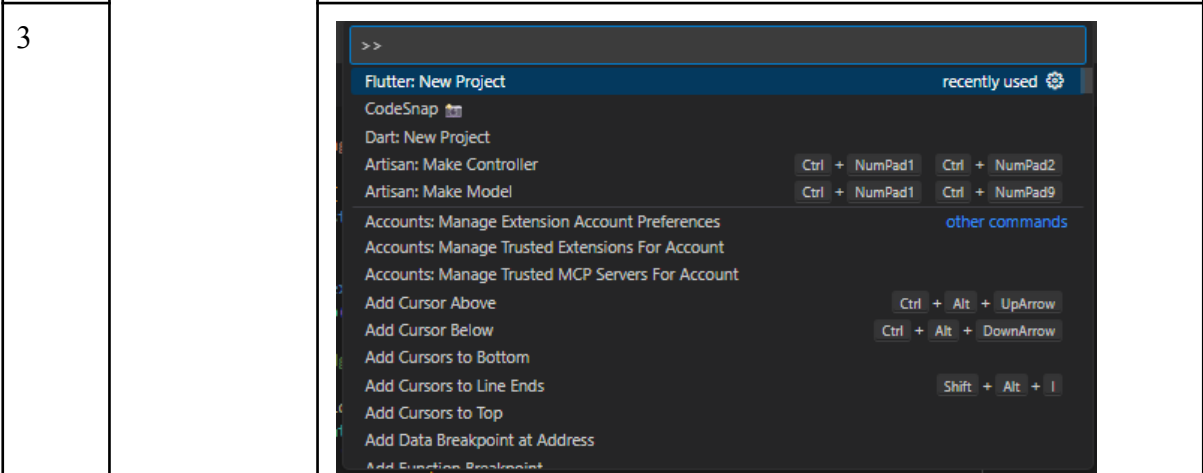 3
>>
Flutter: New Project recently used
CodeSnap 📷
Dart: New Project
Artisan: Make Controller Ctrl + NumPad1 Ctrl + NumPad2
Artisan: Make Model Ctrl + NumPad1 Ctrl + NumPad9
Accounts: Manage Extension Account Preferences other commands
Accounts: Manage Trusted Extensions For Account
Accounts: Manage Trusted MCP Servers For Account
Add Cursor Above Ctrl + Alt + UpArrow
Add Cursor Below Ctrl + Alt + DownArrow
Add Cursors to Bottom
Add Cursors to Line Ends Shift + Alt + I
Add Cursors to Top
Add Data Breakpoint at Address
Add Function Breakpoint